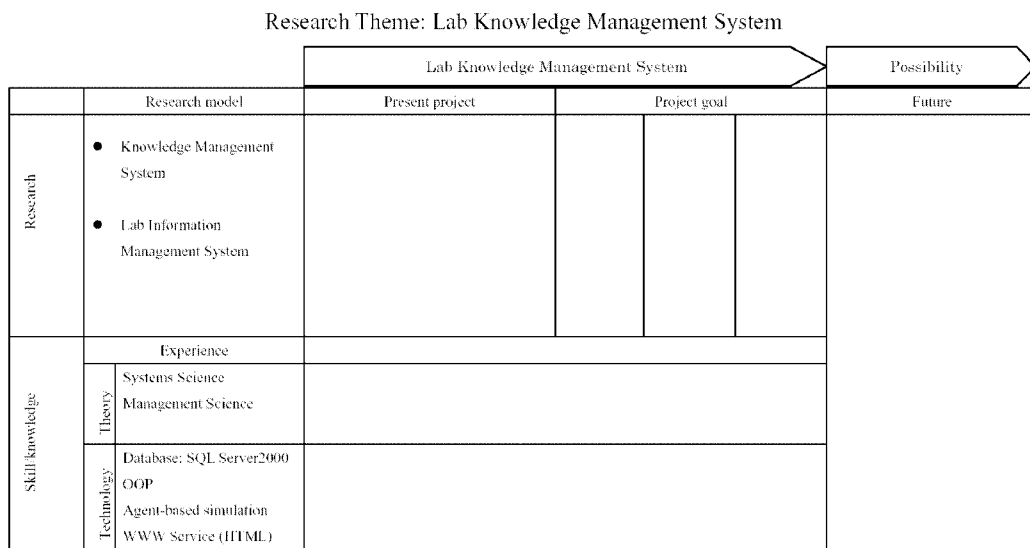 Research Theme: Lab Knowledge Management System
Lab Knowledge Management System
Possibility
Research model
Present project
Project goal
Future
Research
● Knowledge Management
System
● Lab Information
Management System
Skill/knowledge
Experience
Theory
Systems Science
Management Science
Technology
Database: SQL Server2000
OOP
Agent-based simulation
WWW Service (HTML)